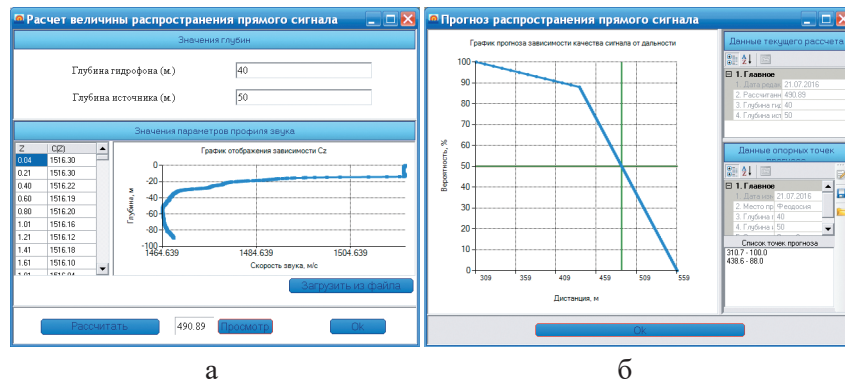 Расчет величины распространения прямого сигнала
Значения глубин
Глубина гидрофона (м.)
40
Глубина источника (м.)
50
Значения параметров профиля звука
Z C(Z)
0.04 1516.30
0.21 1516.30
0.40 1516.22
0.60 1516.19
0.80 1516.20
1.01 1516.16
1.21 1516.12
1.41 1516.18
1.61 1516.10
График отображения зависимости Cz
Глубина, м
0
-20
-40
-60
-80
-100
1464.639 1484.639 1504.639
Скорость звука, м/с
Загрузить из файла
Рассчитать
490.89
Просмотр
Ok
а
Прогноз распространения прямого сигнала
График прогноза зависимости качества сигнала от дальности
Вероятность, %
100
90
80
70
60
50
40
30
20
10
0
309 359 409 459 509 559
Дистанция, м
Данные текущего рассчета
1. Главное
1. Дата редак 21.07.2016
2. Рассчитанн 490.89
3. Глубина гид 40
4. Глубина ист 50
Данные опорных точек
1. Главное
1. Дата 21.07.2016
2. Место пр Феодосия
3. Глубина г 40
4. Глубина и 50
Список точек прогноза
310.7 - 100.0
438.6 - 88.0
Ok
б